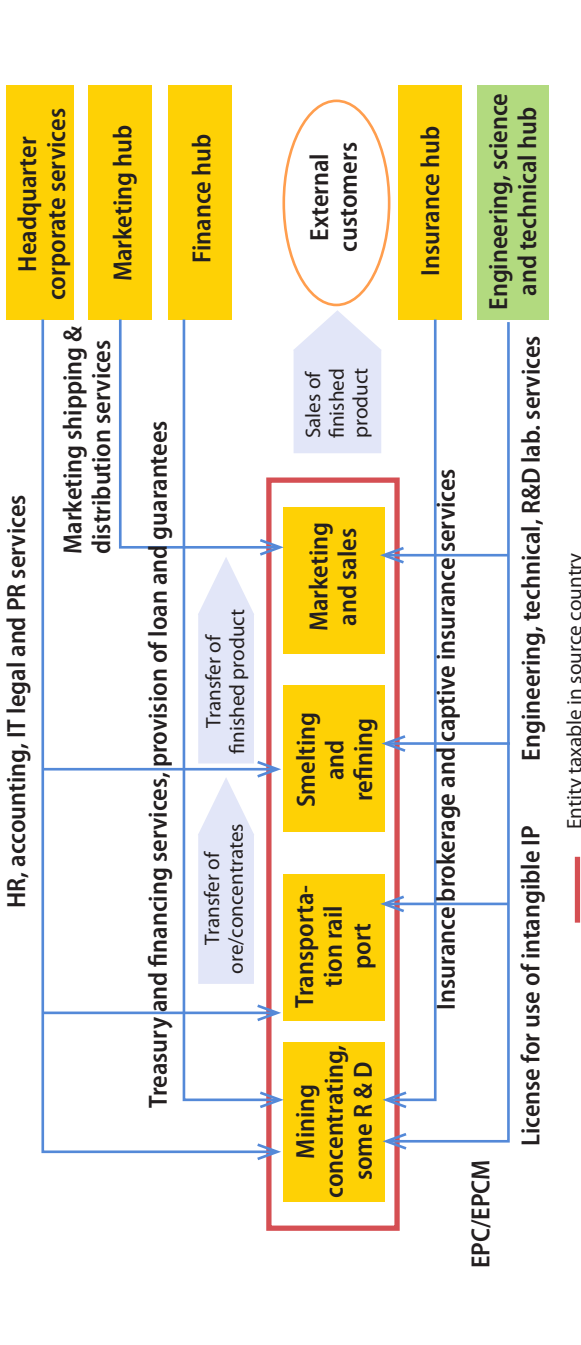 HR, accounting, IT legal and PR services
Headquarter
corporate services
Marketing shipping &
distribution services
Marketing hub
Treasury and financing services, provision of loan and guarantees
Finance hub
Transfer of
ore/concentrates
Transfer of
finished product
Mining
concentrating,
some R & D
Transporta-
tion rail
port
Smelting
and
refining
Marketing
and sales
Sales of
finished
product
External
customers
Insurance brokerage and captive insurance services
Insurance hub
EPC/EPCM
License for use of intangible IP
Engineering, technical, R&D lab. services
Engineering, science
and technical hub
Entity taxable in source country